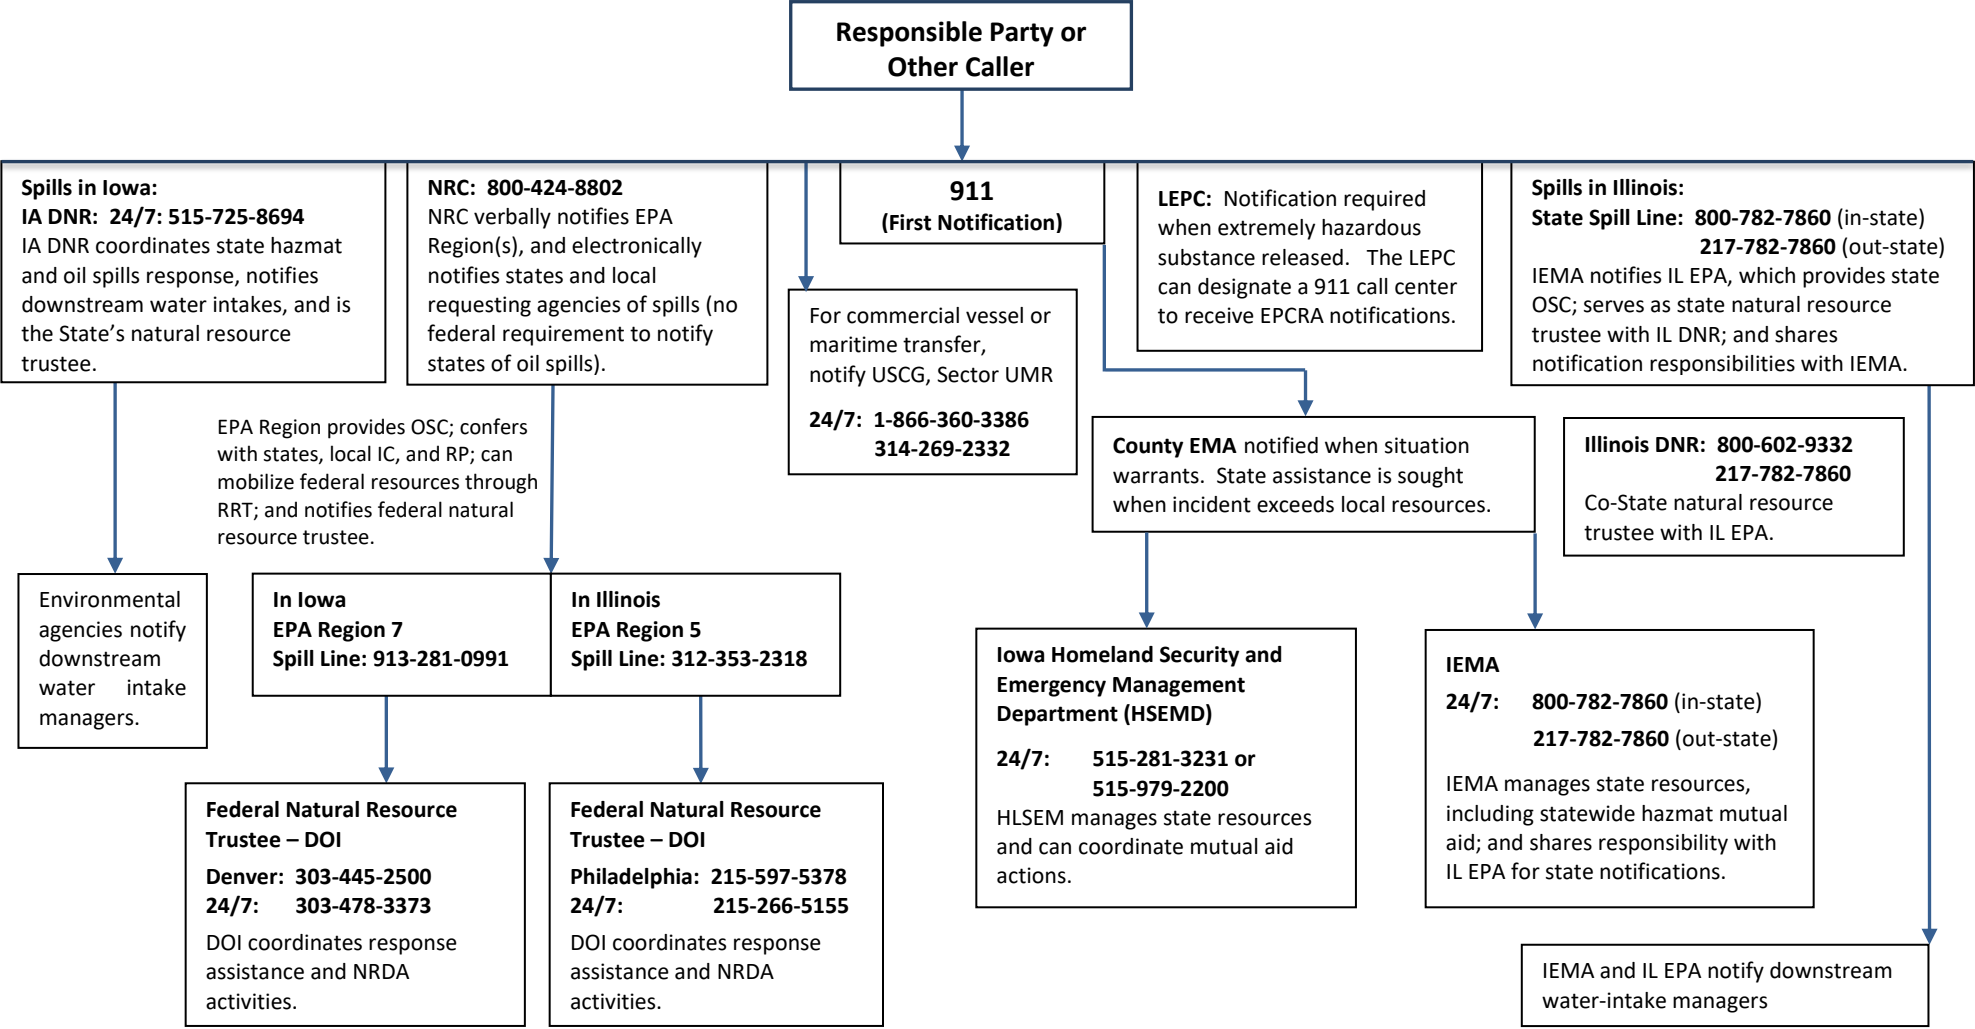 Responsible Party or
Other Caller
Spills in Iowa:
IA DNR: 24/7: 515-725-8694
IA DNR coordinates state hazmat
and oil spills response, notifies
downstream water intakes, and is
the State’s natural resource
trustee.
NRC: 800-424-8802
NRC verbally notifies EPA
Region(s), and electronically
notifies states and local
requesting agencies of spills (no
federal requirement to notify
states of oil spills).
911
(First Notification)
LEPC: Notification required
when extremely hazardous
substance released. The LEPC
can designate a 911 call center
to receive EPCRA notifications.
Spills in Illinois:
State Spill Line: 800-782-7860 (in-state)
217-782-7860 (out-state)
IEMA notifies IL EPA, which provides state
OSC; serves as state natural resource
trustee with IL DNR; and shares
notification responsibilities with IEMA.
For commercial vessel or
maritime transfer,
notify USCG, Sector UMR
24/7: 1-866-360-3386
314-269-2332
EPA Region provides OSC; confers
with states, local IC, and RP; can
mobilize federal resources through
RRT; and notifies federal natural
resource trustee.
County EMA notified when situation
warrants. State assistance is sought
when incident exceeds local resources.
Illinois DNR: 800-602-9332
217-782-7860
Co-State natural resource
trustee with IL EPA.
Environmental
agencies notify
downstream
water intake
managers.
In Iowa
EPA Region 7
Spill Line: 913-281-0991
In Illinois
EPA Region 5
Spill Line: 312-353-2318
Iowa Homeland Security and
Emergency Management
Department (HSEMD)
24/7: 515-281-3231 or
515-979-2200
HLSEM manages state resources
and can coordinate mutual aid
actions.
IEMA
24/7: 800-782-7860 (in-state)
217-782-7860 (out-state)
IEMA manages state resources,
including statewide hazmat mutual
aid; and shares responsibility with
IL EPA for state notifications.
Federal Natural Resource
Trustee – DOI
Denver: 303-445-2500
24/7: 303-478-3373
DOI coordinates response
assistance and NRDA
activities.
Federal Natural Resource
Trustee – DOI
Philadelphia: 215-597-5378
24/7: 215-266-5155
DOI coordinates response
assistance and NRDA
activities.
IEMA and IL EPA notify downstream
water-intake managers